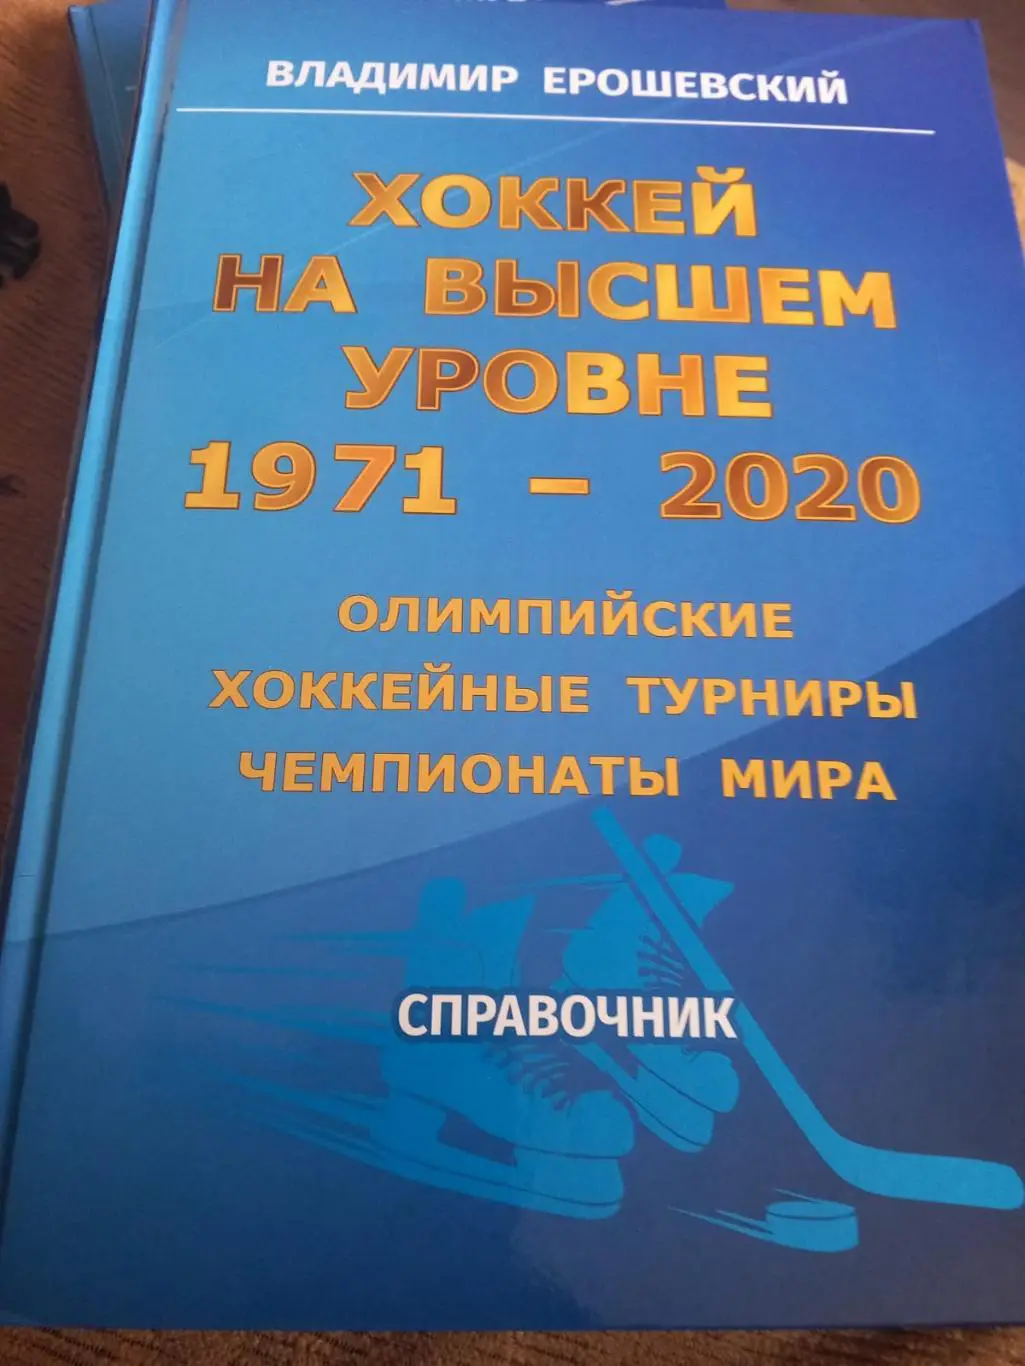 ВЛАДИМИР ЕРОШЕВСКИЙ
ХОККЕЙ
НА ВЫСШЕМ
УРОВНЕ
1971 – 2020
ОЛИМПИЙСКИЕ
ХОККЕЙНЫЕ ТУРНИРЫ
ЧЕМПИОНАТЫ МИРА
СПРАВОЧНИК